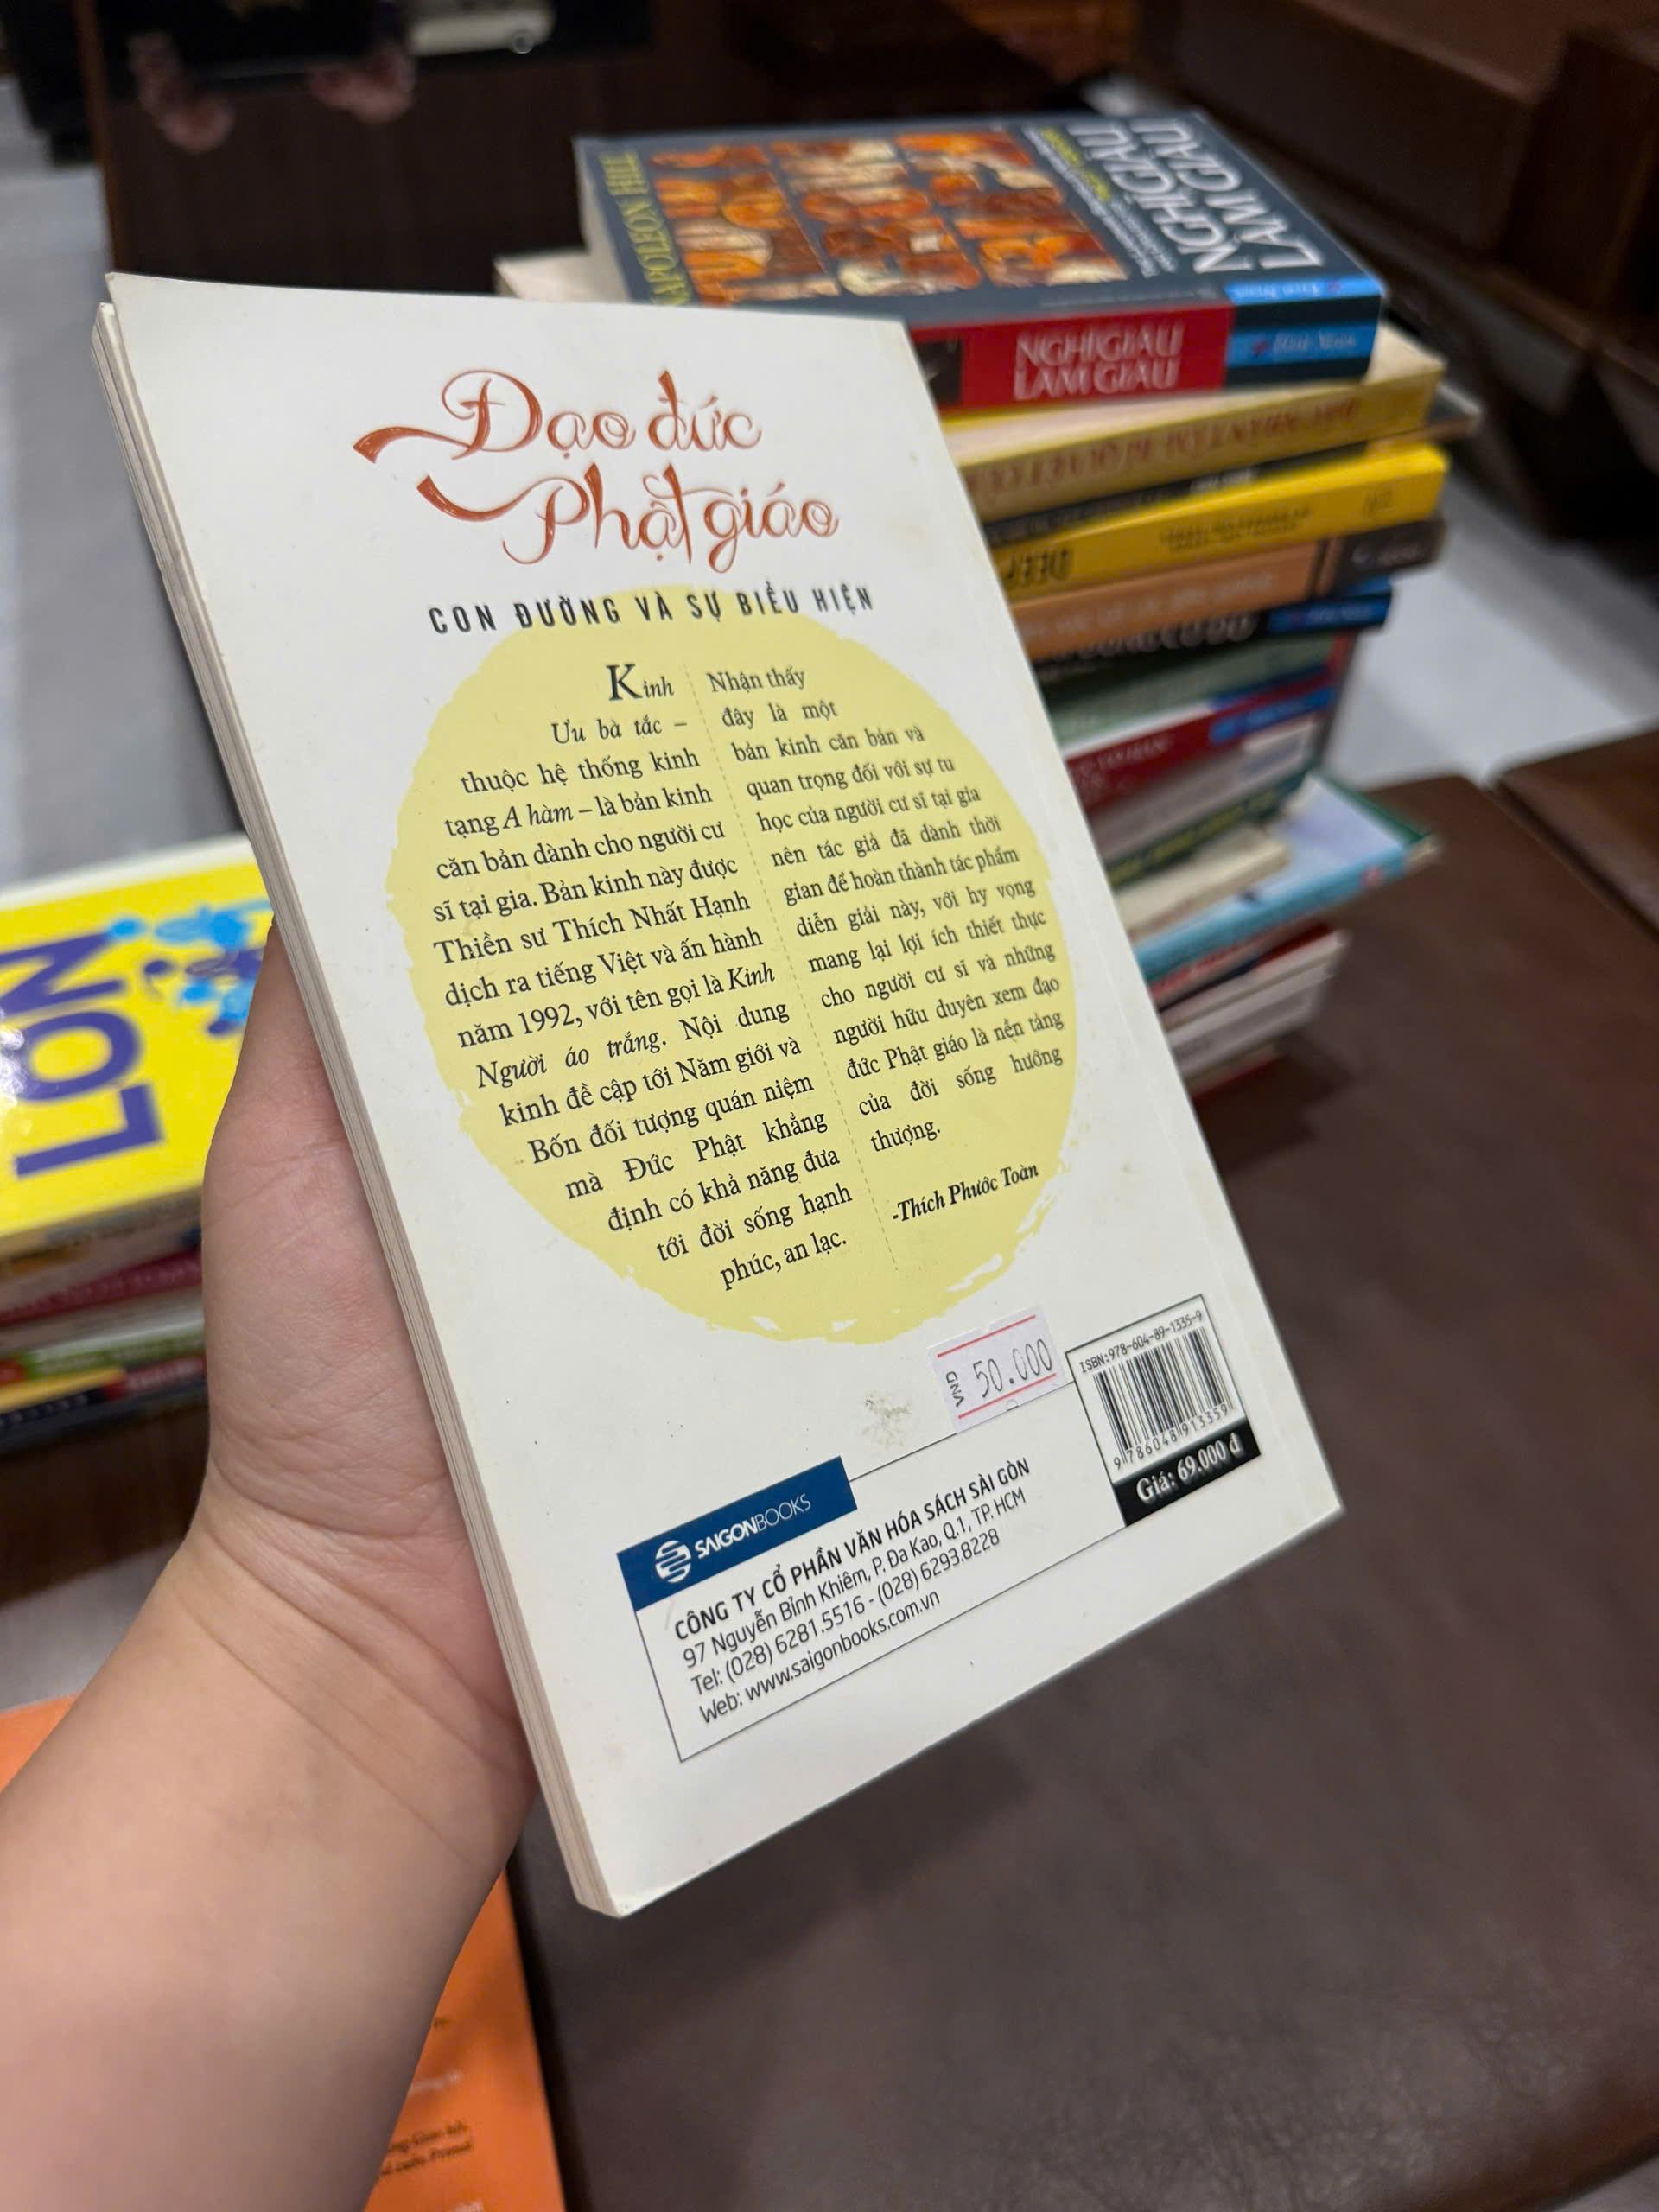 NAPOLEON HILL
NGHĨ GIÀU
LÀM GIÀU
NGHĨ GIÀU
LÀM GIÀU
Đạo đức
Phật giáo
CON ĐƯỜNG VÀ SỰ BIỂU HIỆN
Kinh
Ưu bà tắc –
thuộc hệ thống kinh
tạng A hàm – là bản kinh
căn bản dành cho người cư
sĩ tại gia. Bản kinh này được
Thiền sư Thích Nhất Hạnh
dịch ra tiếng Việt và ấn hành
năm 1992, với tên gọi là Kinh
Người áo trắng. Nội dung
kinh đề cập tới Năm giới và
Bốn đối tượng quán niệm
mà Đức Phật khẳng
định có khả năng đưa
tới đời sống hạnh
phúc, an lạc.
Nhận thấy
đây là một
bản kinh căn bản và
quan trọng đối với sự tu
học của người cư sĩ tại gia
nên tác giả đã dành thời
gian để hoàn thành tác phẩm
diễn giải này, với hy vọng
mang lại lợi ích thiết thực
cho người cư sĩ và những
người hữu duyên xem đạo
đức Phật giáo là nền tảng
của đời sống hướng
thượng.
-Thích Phước Toàn
VND 50.000
ISBN:978-604-89-1335-9
9 786048 913359
Giá: 69.000 đ
SAIGONBOOKS
CÔNG TY CỔ PHẦN VĂN HÓA SÁCH SÀI GÒN
97 Nguyễn Bỉnh Khiêm, P. Đa Kao, Q.1, TP. HCM
Tel: (028) 6281.5516 - (028) 6293.8228
Web: www.saigonbooks.com.vn
LON